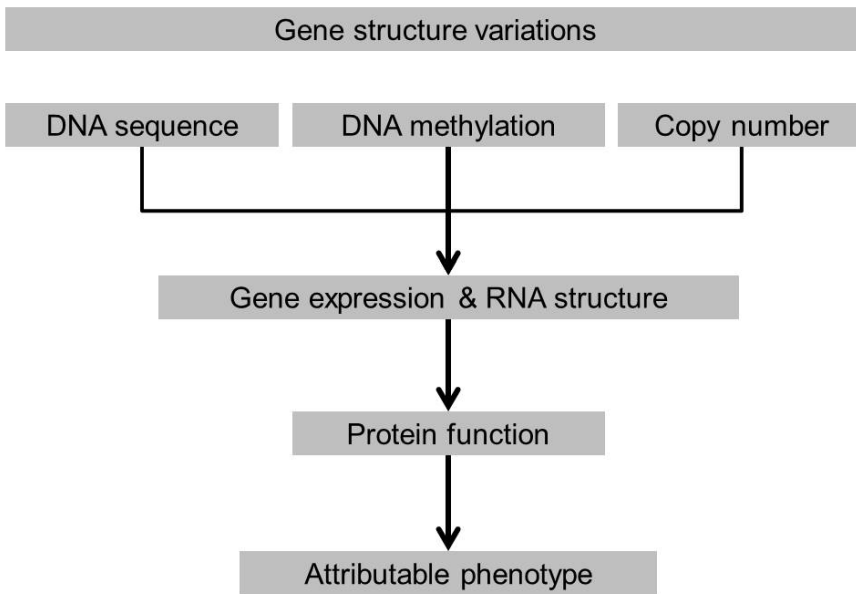 Gene structure variations
DNA sequence
DNA methylation
Copy number
Gene expression & RNA structure
Protein function
Attributable phenotype